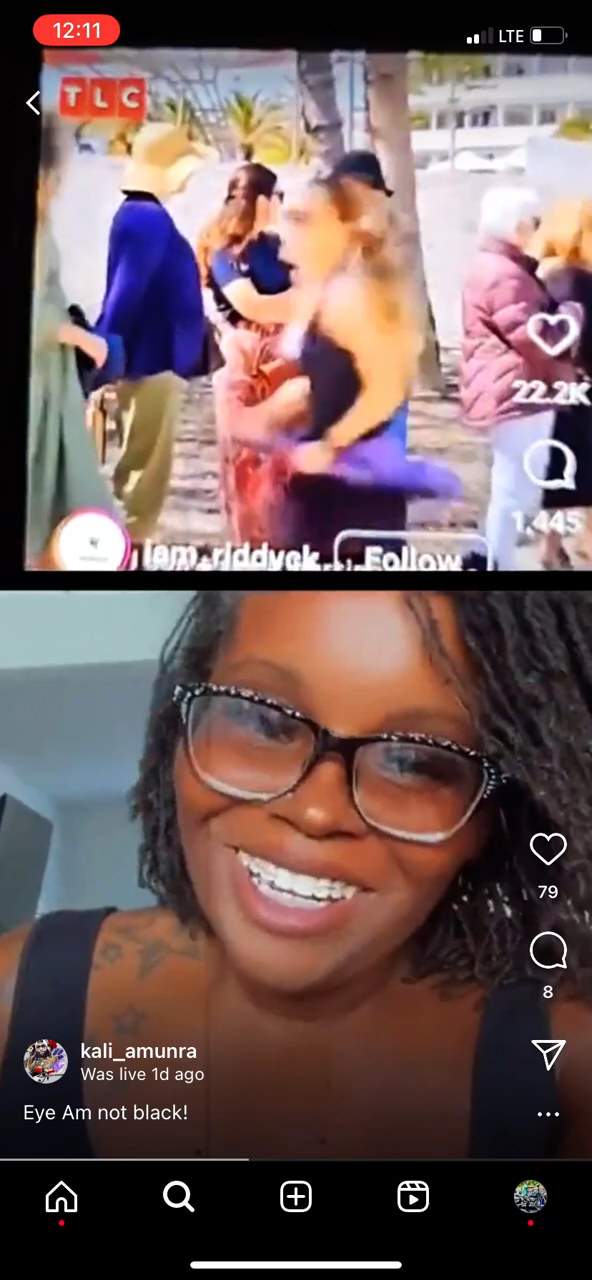 12:11
LTE
TLC
22.2K
1,445
iam_riddyck Follow
79
8
kali_amunra
Was live 1d ago
Eye Am not black!